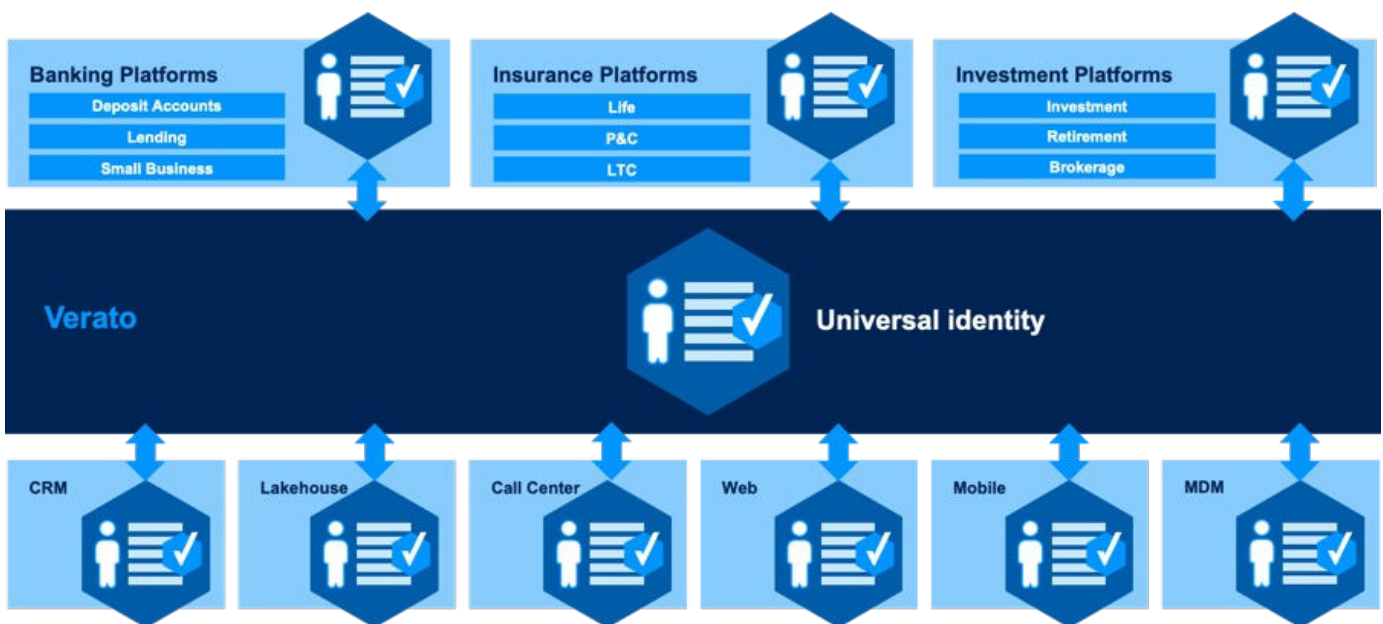 Banking Platforms
Deposit Accounts
Lending
Small Business
Insurance Platforms
Life
P&C
LTC
Investment Platforms
Investment
Retirement
Brokerage
Verato
Universal identity
CRM
Lakehouse
Call Center
Web
Mobile
MDM